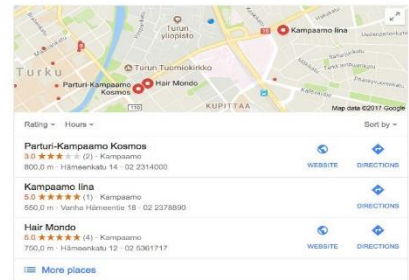 Turun
yliopisto
Kampaamo Iina
Turku
Turun Tuomiokirkko
Parturi-Kampaamo
Kosmos
Hair Mondo
110
KUPITTAA
Map data ©2017 Google
Rating Hours Sort by
Parturi-Kampaamo Kosmos
3.0 ★★★☆☆ (2) · Kampaamo
800,0 m · Hämeenkatu 14 · 02 2314000
WEBSITE DIRECTIONS
Kampaamo Iina
5.0 ★★★★★ (1) · Kampaamo
550,0 m · Vanha Hämeentie 18 · 02 2378890
DIRECTIONS
Hair Mondo
5.0 ★★★★★ (4) · Kampaamo
750,0 m · Hämeenkatu 12 · 02 5361717
WEBSITE DIRECTIONS
More places